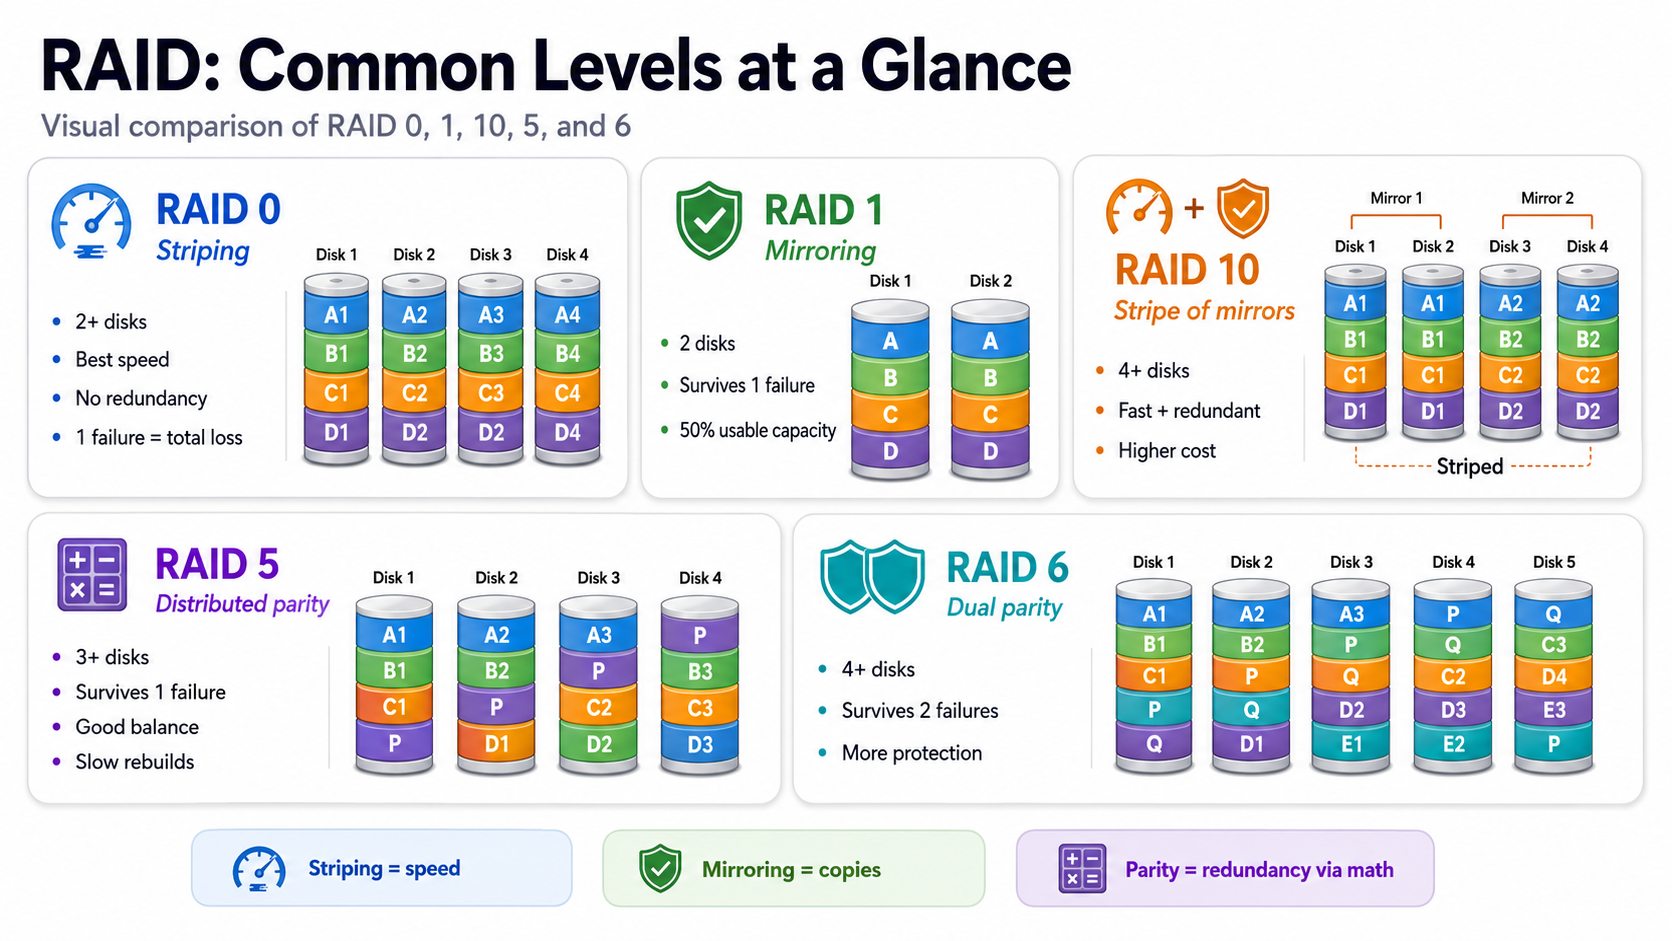 RAID: Common Levels at a Glance
Visual comparison of RAID 0, 1, 10, 5, and 6
RAID 0
Striping
• 2+ disks
• Best speed
• No redundancy
• 1 failure = total loss
Disk 1 Disk 2 Disk 3 Disk 4
A1 A2 A3 A4
B1 B2 B3 B4
C1 C2 C3 C4
D1 D2 D2 D4
RAID 1
Mirroring
• 2 disks
• Survives 1 failure
• 50% usable capacity
Disk 1 Disk 2
A A
B B
C C
D D
+
RAID 10
Stripe of mirrors
• 4+ disks
• Fast + redundant
• Higher cost
Mirror 1 Mirror 2
Disk 1 Disk 2 Disk 3 Disk 4
A1 A1 A2 A2
B1 B1 B2 B2
C1 C1 C2 C2
D1 D1 D2 D2
Striped
+ −
× =
RAID 5
Distributed parity
• 3+ disks
• Survives 1 failure
• Good balance
• Slow rebuilds
Disk 1 Disk 2 Disk 3 Disk 4
A1 A2 A3 P
B1 B2 P B3
C1 P C2 C3
P D1 D2 D3
RAID 6
Dual parity
• 4+ disks
• Survives 2 failures
• More protection
Disk 1 Disk 2 Disk 3 Disk 4 Disk 5
A1 A2 A3 P Q
B1 B2 P Q C3
C1 P Q C2 D4
P Q D2 D3 E3
Q D1 E1 E2 P
Striping = speed
Mirroring = copies
+ −
× =
Parity = redundancy via math